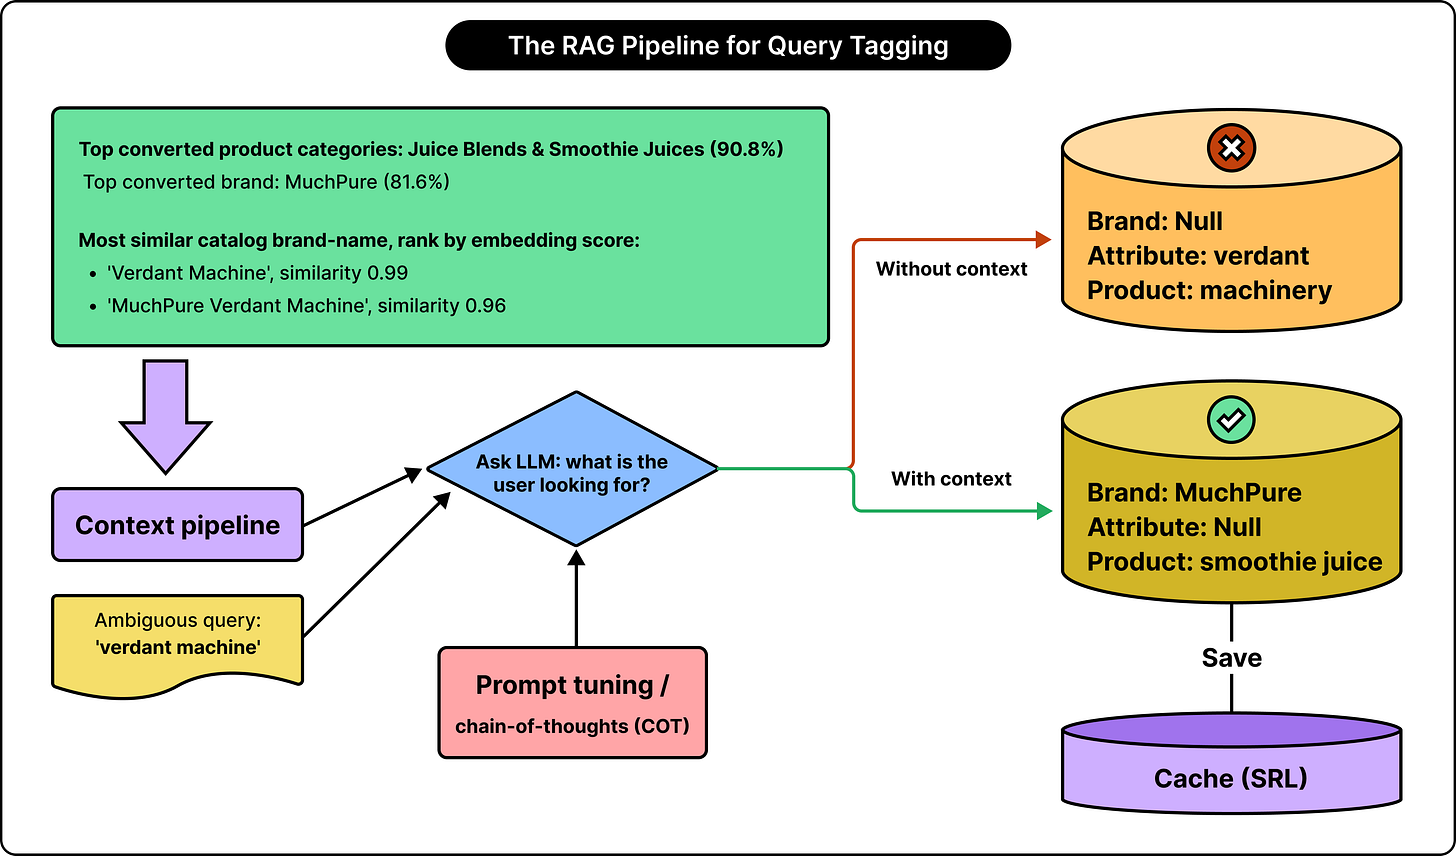 The RAG Pipeline for Query Tagging
Top converted product categories: Juice Blends & Smoothie Juices (90.8%)
Top converted brand: MuchPure (81.6%)
Most similar catalog brand-name, rank by embedding score:
• 'Verdant Machine', similarity 0.99
• 'MuchPure Verdant Machine', similarity 0.96
Context pipeline
Ambiguous query:
'verdant machine'
Ask LLM: what is the
user looking for?
Prompt tuning /
chain-of-thoughts (COT)
Without context
With context
Brand: Null
Attribute: verdant
Product: machinery
Brand: MuchPure
Attribute: Null
Product: smoothie juice
Save
Cache (SRL)